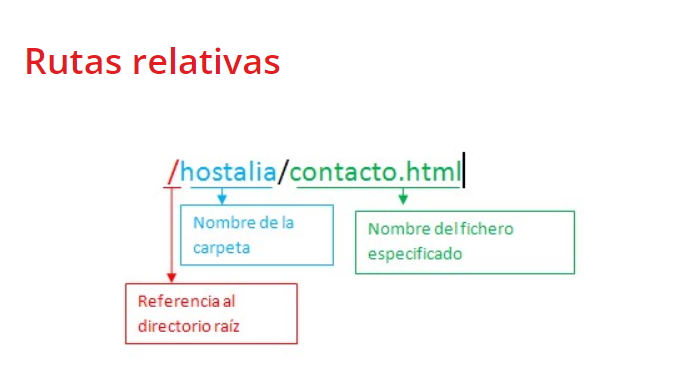 Rutas relativas
/hostalia/contacto.html
Nombre de la
carpeta
Nombre del fichero
especificado
Referencia al
directorio raíz